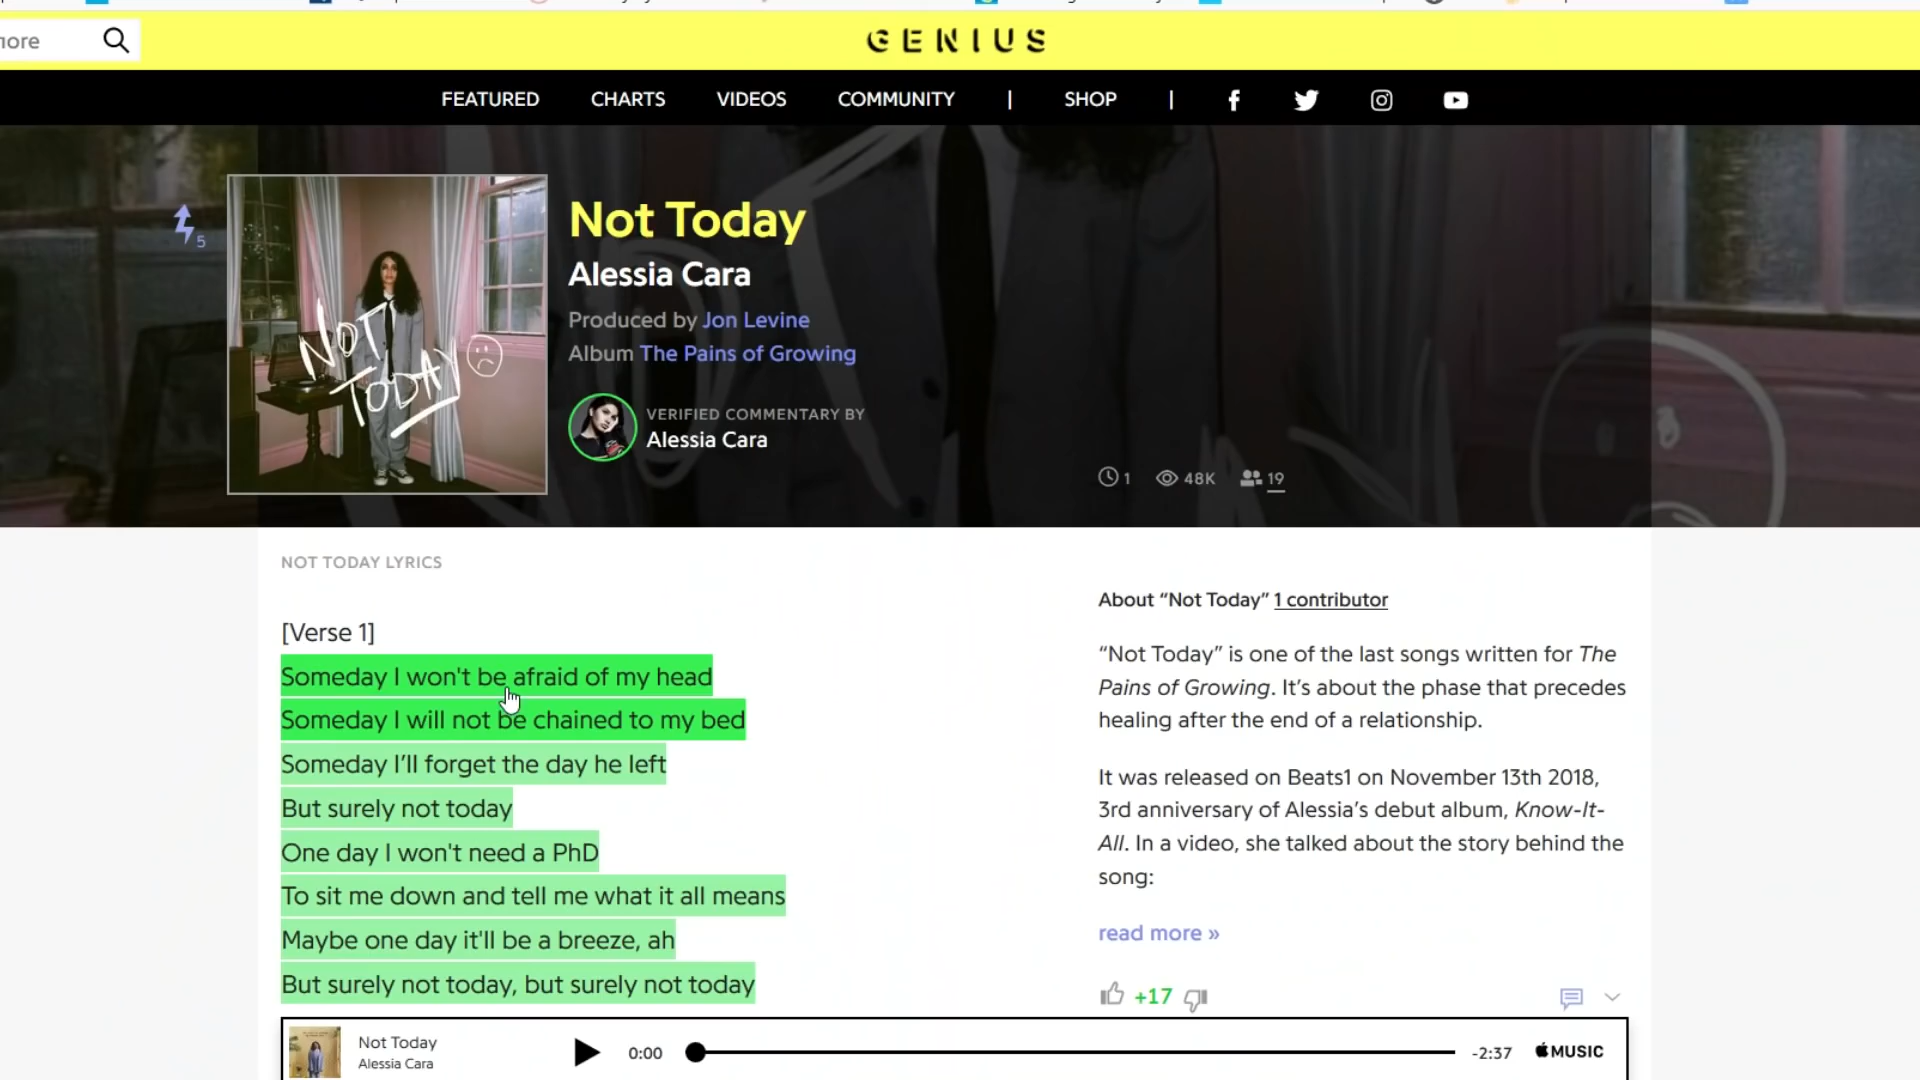 GENIUS
FEATURED CHARTS VIDEOS COMMUNITY | SHOP |
5
NOT TODAY
Not Today
Alessia Cara
Produced by Jon Levine
Album The Pains of Growing
VERIFIED COMMENTARY BY
Alessia Cara
1 48K 19
NOT TODAY LYRICS
[Verse 1]
Someday I won't be afraid of my head
Someday I will not be chained to my bed
Someday I’ll forget the day he left
But surely not today
One day I won't need a PhD
To sit me down and tell me what it all means
Maybe one day it'll be a breeze, ah
But surely not today, but surely not today
About “Not Today” 1 contributor
“Not Today” is one of the last songs written for The
Pains of Growing. It’s about the phase that precedes
healing after the end of a relationship.
It was released on Beats1 on November 13th 2018,
3rd anniversary of Alessia’s debut album, Know-It-
All. In a video, she talked about the story behind the
song:
read more »
+17
Not Today
Alessia Cara
0:00
-2:37
MUSIC